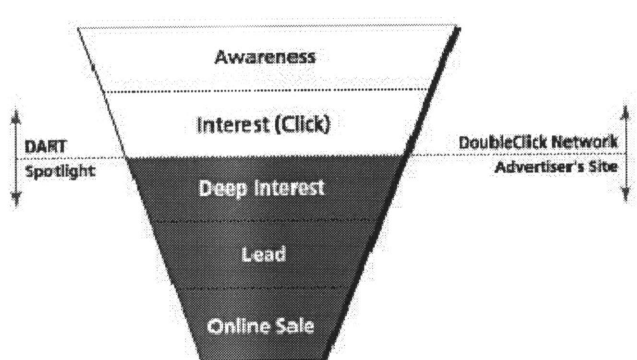 Awareness
Interest (Click)
DART
DoubleClick Network
Spotlight
Advertiser's Site
Deep Interest
Lead
Online Sale